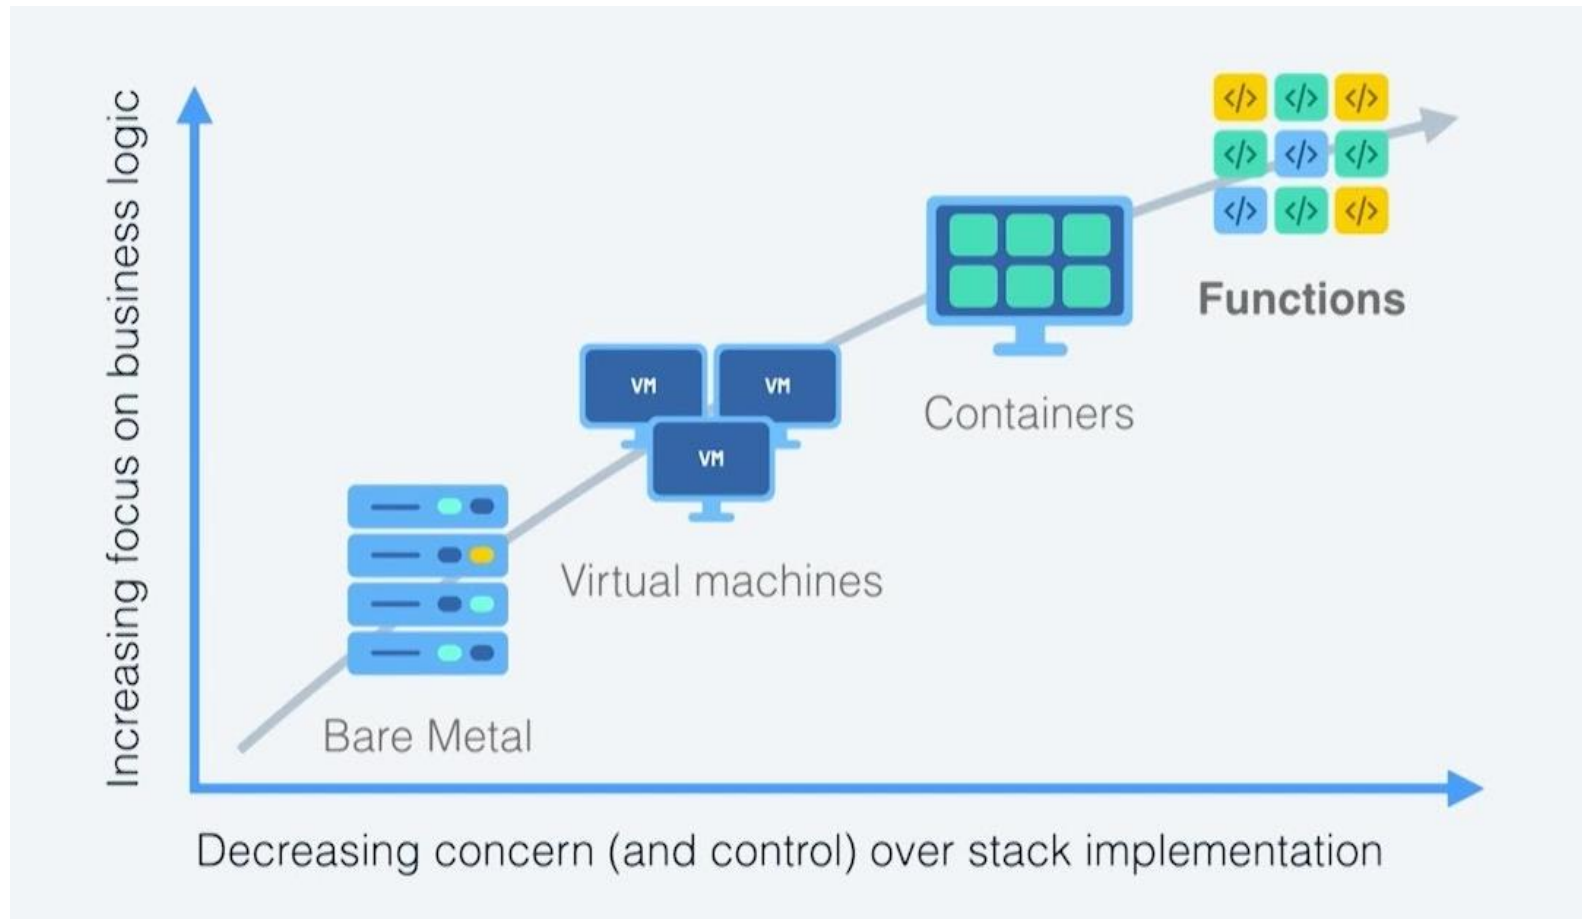 Increasing focus on business logic
</>
</>
</>
</>
</>
</>
</>
</>
</>
Functions
Containers
VM
VM
VM
Virtual machines
Bare Metal
Decreasing concern (and control) over stack implementation